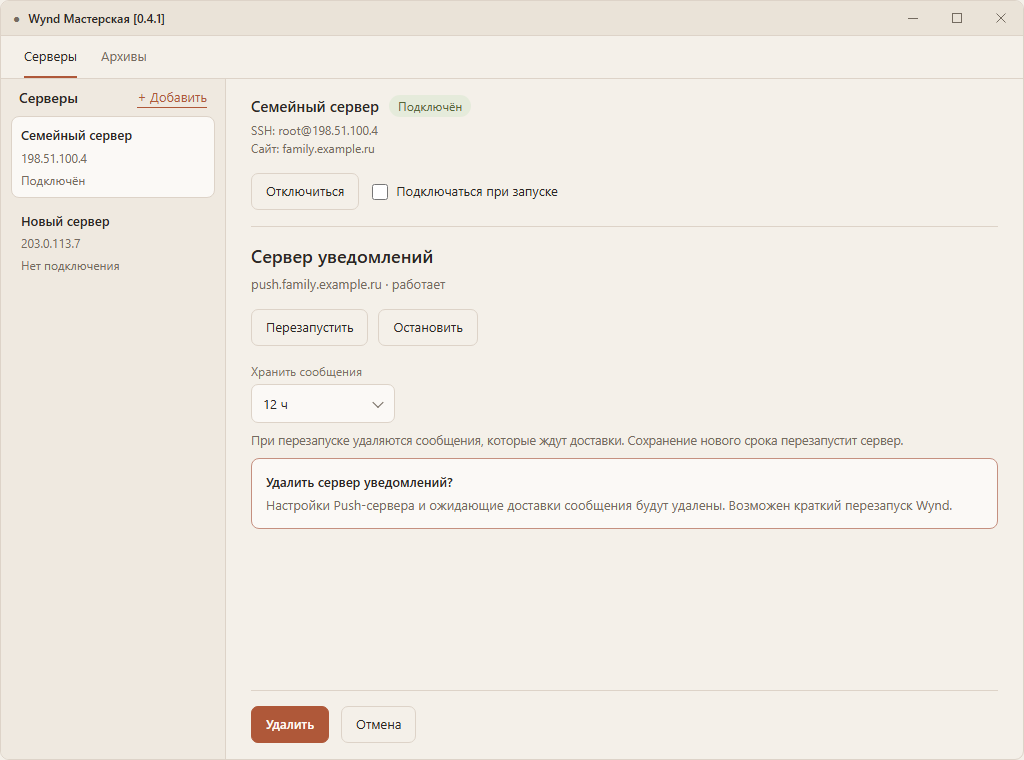 Wynd Мастерская [0.4.1]
Серверы
Архивы
Серверы
+ Добавить
Семейный сервер
198.51.100.4
Подключён
Новый сервер
203.0.113.7
Нет подключения
Семейный сервер
Подключён
SSH: root@198.51.100.4
Сайт: family.example.ru
Отключиться
Подключаться при запуске
Сервер уведомлений
push.family.example.ru · работает
Перезапустить
Остановить
Хранить сообщения
12 ч
При перезапуске удаляются сообщения, которые ждут доставки. Сохранение нового срока перезапустит сервер.
Удалить сервер уведомлений?
Настройки Push-сервера и ожидающие доставки сообщения будут удалены. Возможен краткий перезапуск Wynd.
Удалить
Отмена